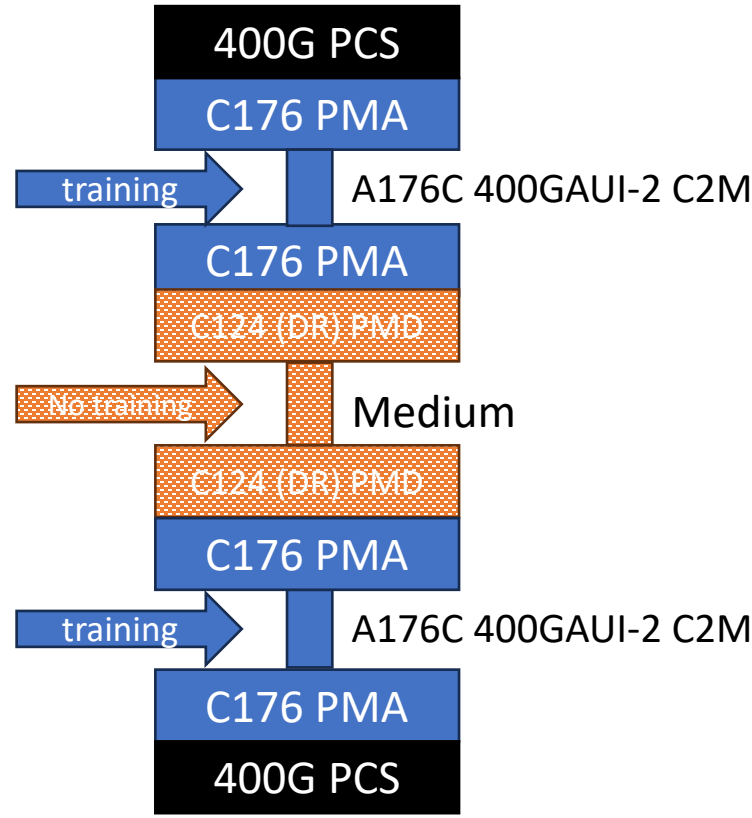 400G PCS
C176 PMA
training
A176C 400GAUI-2 C2M
C176 PMA
C124 (DR) PMD
No training
Medium
C124 (DR) PMD
C176 PMA
training
A176C 400GAUI-2 C2M
C176 PMA
400G PCS